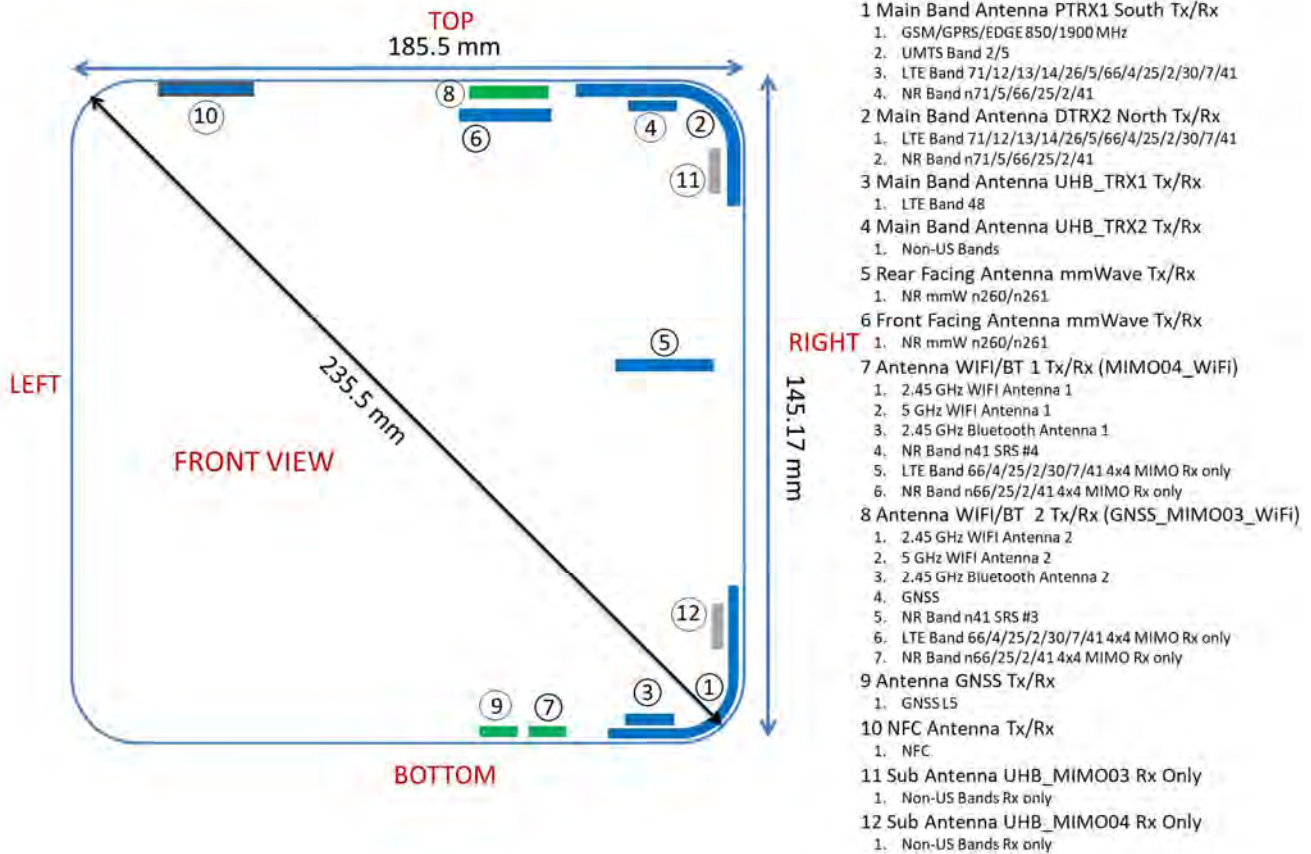 TOP
185.5 mm
8
10
6
4
2
11
5
RIGHT
LEFT
235.5 mm
145.17 mm
FRONT VIEW
12
1
3
9
7
BOTTOM
1 Main Band Antenna PTRX1 South Tx/Rx
1. GSM/GPRS/EDGE 850/1900 MHz
2. UMTS Band 2/5
3. LTE Band 71/12/13/14/26/5/66/4/25/2/30/7/41
4. NR Band n71/5/66/25/2/41
2 Main Band Antenna DTRX2 North Tx/Rx
1. LTE Band 71/12/13/14/26/5/66/4/25/2/30/7/41
2. NR Band n71/5/66/25/2/41
3 Main Band Antenna UHB_TRX1 Tx/Rx
1. LTE Band 48
4 Main Band Antenna UHB_TRX2 Tx/Rx
1. Non-US Bands
5 Rear Facing Antenna mmWave Tx/Rx
1. NR mmW n260/n261
6 Front Facing Antenna mmWave Tx/Rx
1. NR mmW n260/n261
7 Antenna WIFI/BT 1 Tx/Rx (MIMO04_WiFi)
1. 2.45 GHz WIFI Antenna 1
2. 5 GHz WIFI Antenna 1
3. 2.45 GHz Bluetooth Antenna 1
4. NR Band n41 SRS #4
5. LTE Band 66/4/25/2/30/7/41 4x4 MIMO Rx only
6. NR Band n66/25/2/41 4x4 MIMO Rx only
8 Antenna WIFI/BT 2 Tx/Rx (GNSS_MIMO03_WiFi)
1. 2.45 GHz WIFI Antenna 2
2. 5 GHz WIFI Antenna 2
3. 2.45 GHz Bluetooth Antenna 2
4. GNSS
5. NR Band n41 SRS #3
6. LTE Band 66/4/25/2/30/7/41 4x4 MIMO Rx only
7. NR Band n66/25/2/41 4x4 MIMO Rx only
9 Antenna GNSS Tx/Rx
1. GNSS L5
10 NFC Antenna Tx/Rx
1. NFC
11 Sub Antenna UHB_MIMO03 Rx Only
1. Non-US Bands Rx only
12 Sub Antenna UHB_MIMO04 Rx Only
1. Non-US Bands Rx only